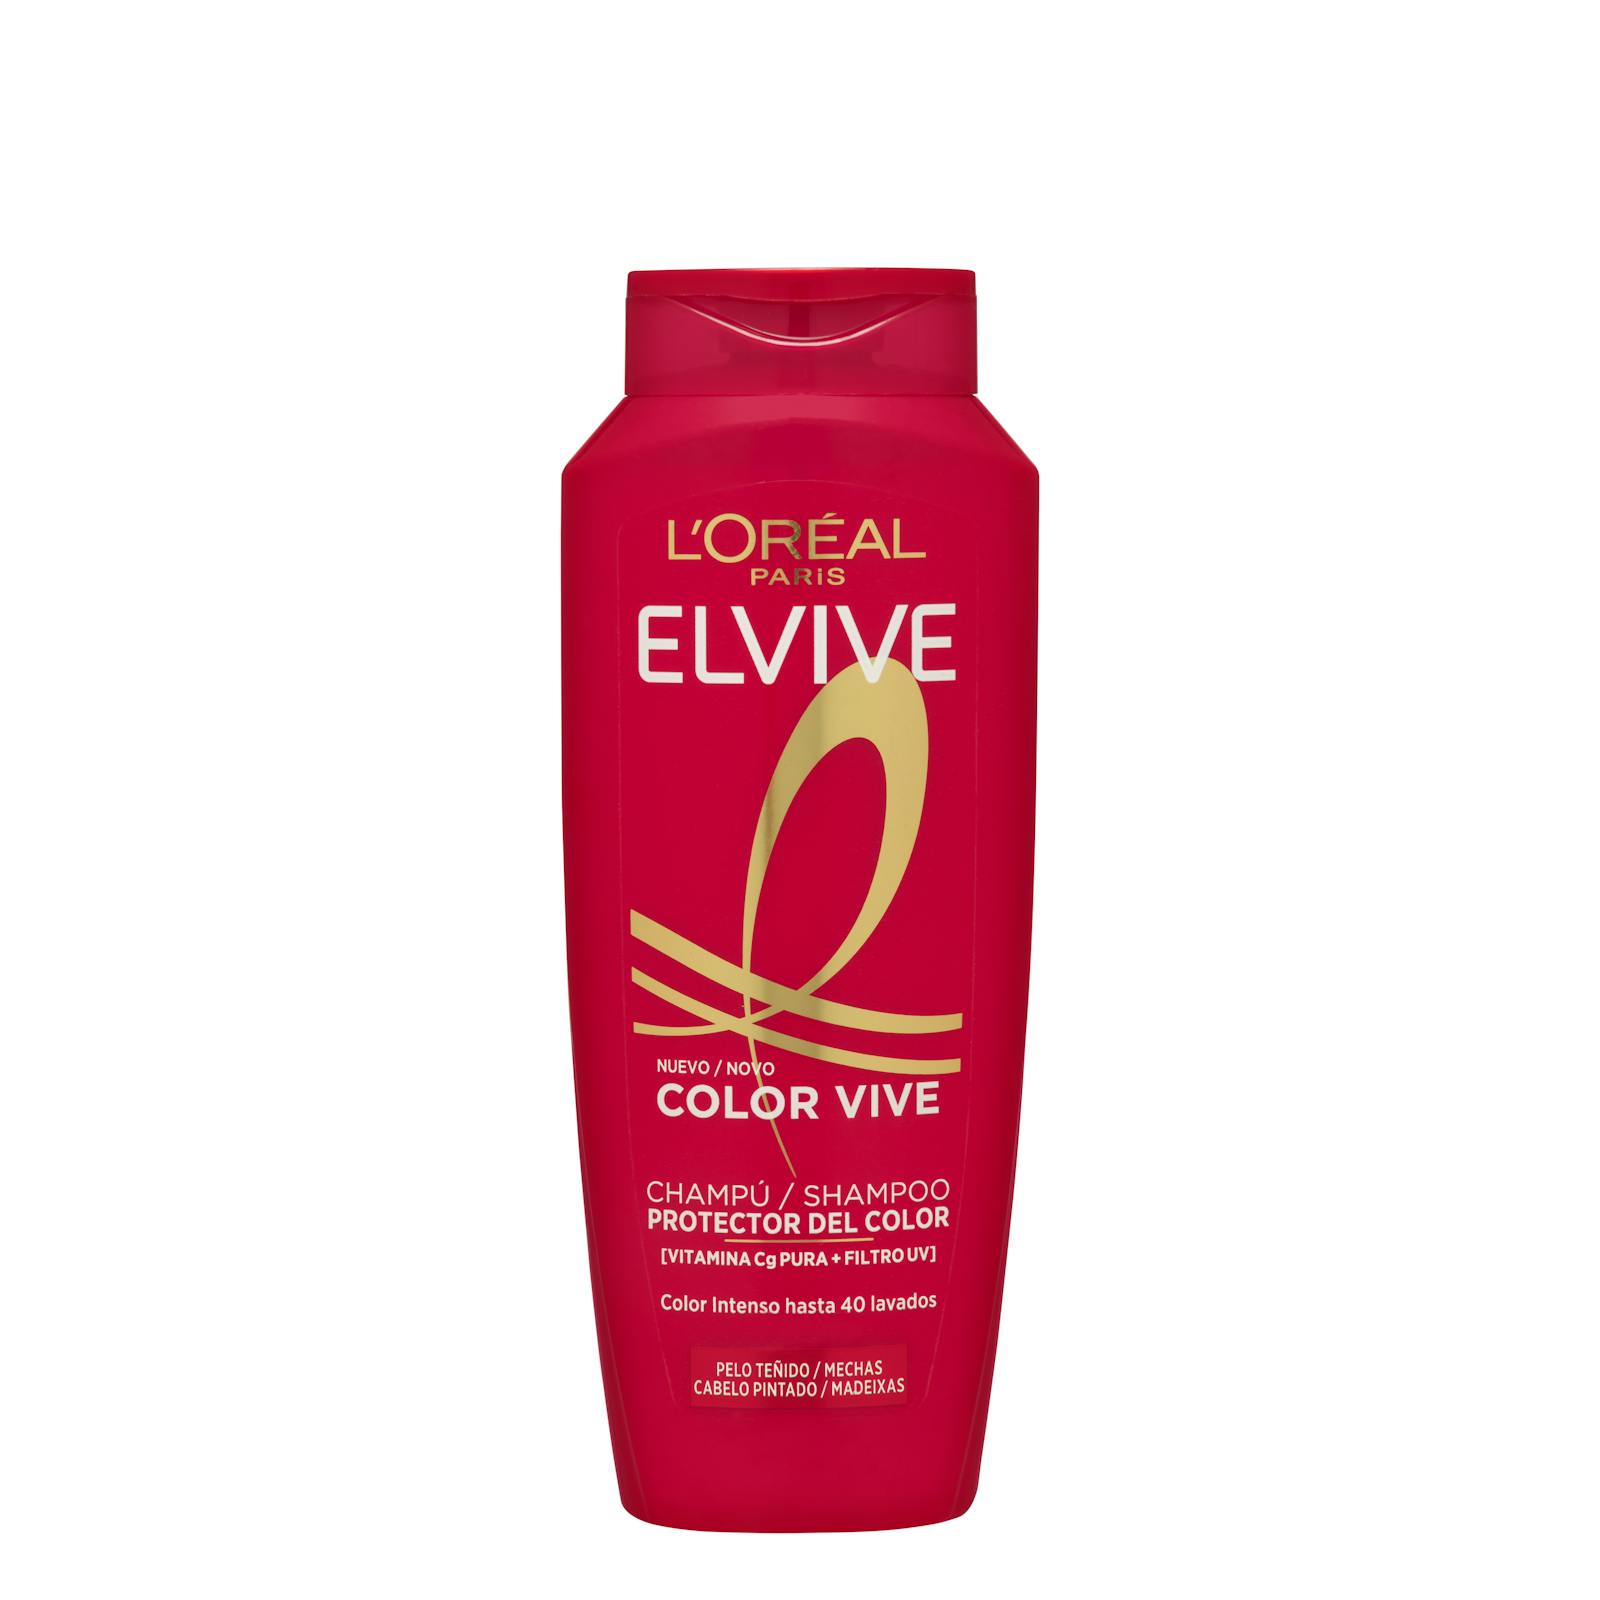 L'ORÉAL
PARiS
ELVIVE
NUEVO / NOVO
COLOR VIVE
CHAMPÚ / SHAMPOO
PROTECTOR DEL COLOR
[VITAMINA Cg PURA + FILTRO UV]
Color Intenso hasta 40 lavados
PELO TEÑIDO / MECHAS
CABELO PINTADO / MADEIXAS